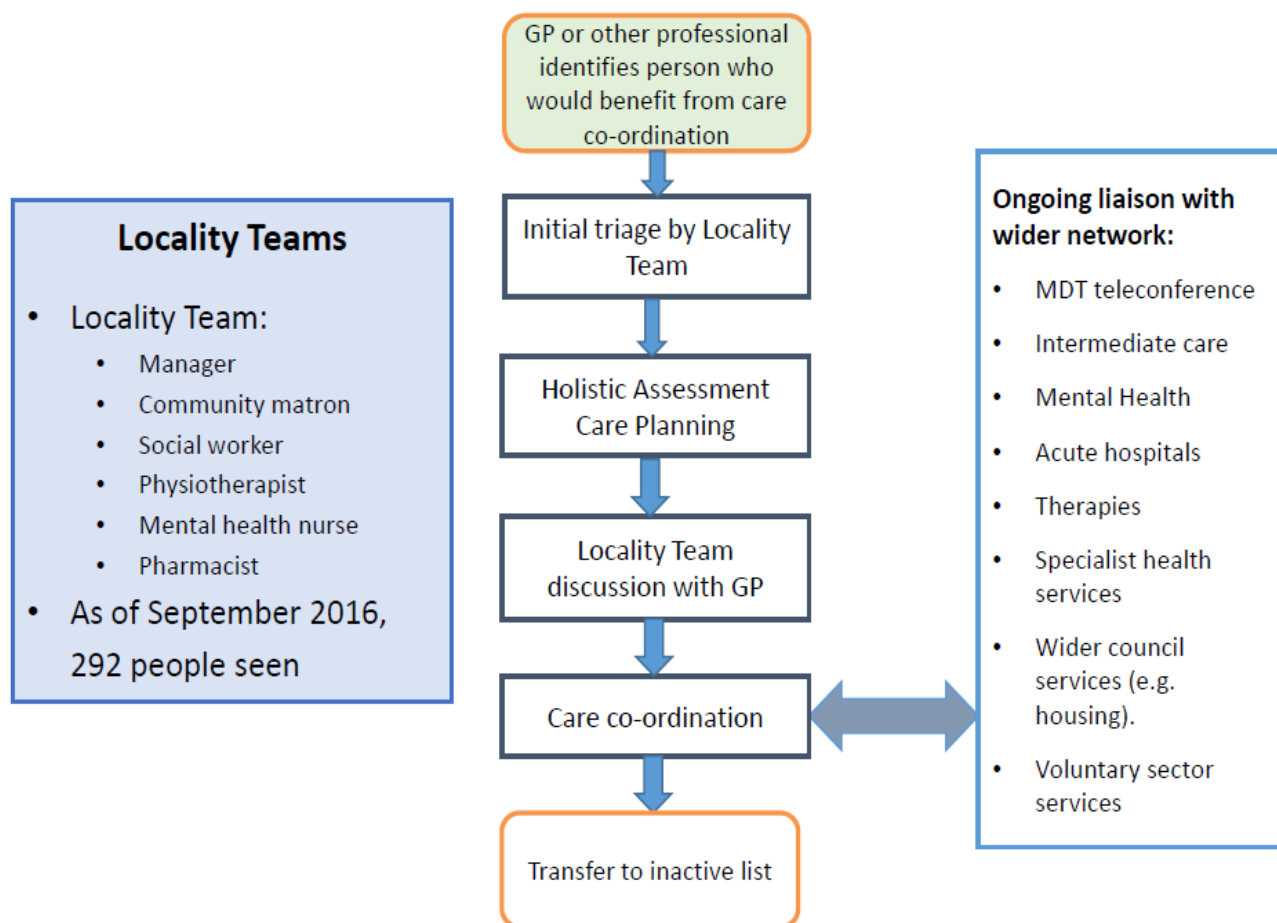 GP or other professional
identifies person who
would benefit from care
co-ordination
Initial triage by Locality
Team
Holistic Assessment
Care Planning
Locality Team
discussion with GP
Care co-ordination
Transfer to inactive list
Locality Teams
• Locality Team:
• Manager
• Community matron
• Social worker
• Physiotherapist
• Mental health nurse
• Pharmacist
• As of September 2016,
292 people seen
Ongoing liaison with
wider network:
• MDT teleconference
• Intermediate care
• Mental Health
• Acute hospitals
• Therapies
• Specialist health
services
• Wider council
services (e.g.
housing).
• Voluntary sector
services